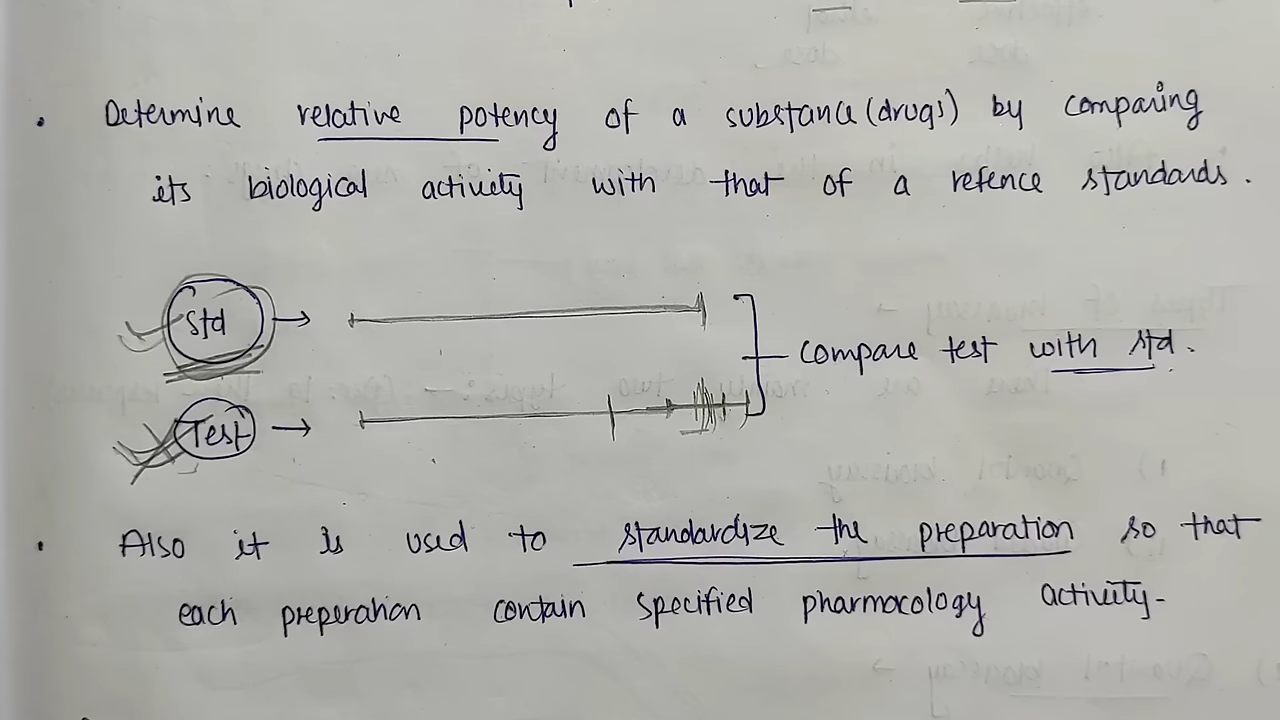 • Determine relative potency of a substance (drugs) by comparing
its biological activity with that of a refence standards.
Std →
compare test with std.
Test →
• Also it is used to standardize the preparation so that
each preperation contain specified pharmacology activity-